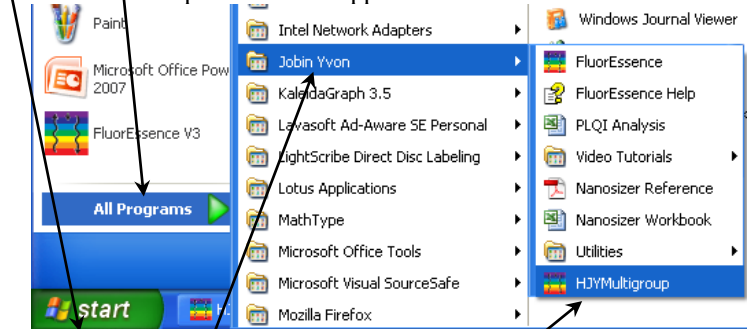 Paint
Microsoft Office Pow
2007
FluorEssence V3
All Programs
start
Intel Network Adapters
Jobin Yvon
KaleidaGraph 3.5
Lavasoft Ad-Aware SE Personal
LightScribe Direct Disc Labeling
Lotus Applications
MathType
Microsoft Office Tools
Microsoft Visual SourceSafe
Mozilla Firefox
Windows Journal Viewer
FluorEssence
FluorEssence Help
PLQI Analysis
Video Tutorials
Nanosizer Reference
Nanosizer Workbook
Utilities
HJYMultigroup